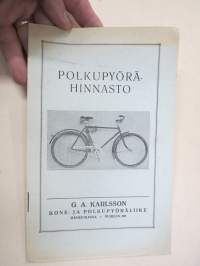 POLKUPYÖRÄ-
HINNASTO
G. A. KARLSSON
KONE- JA POLKUPYÖRÄLIIKE